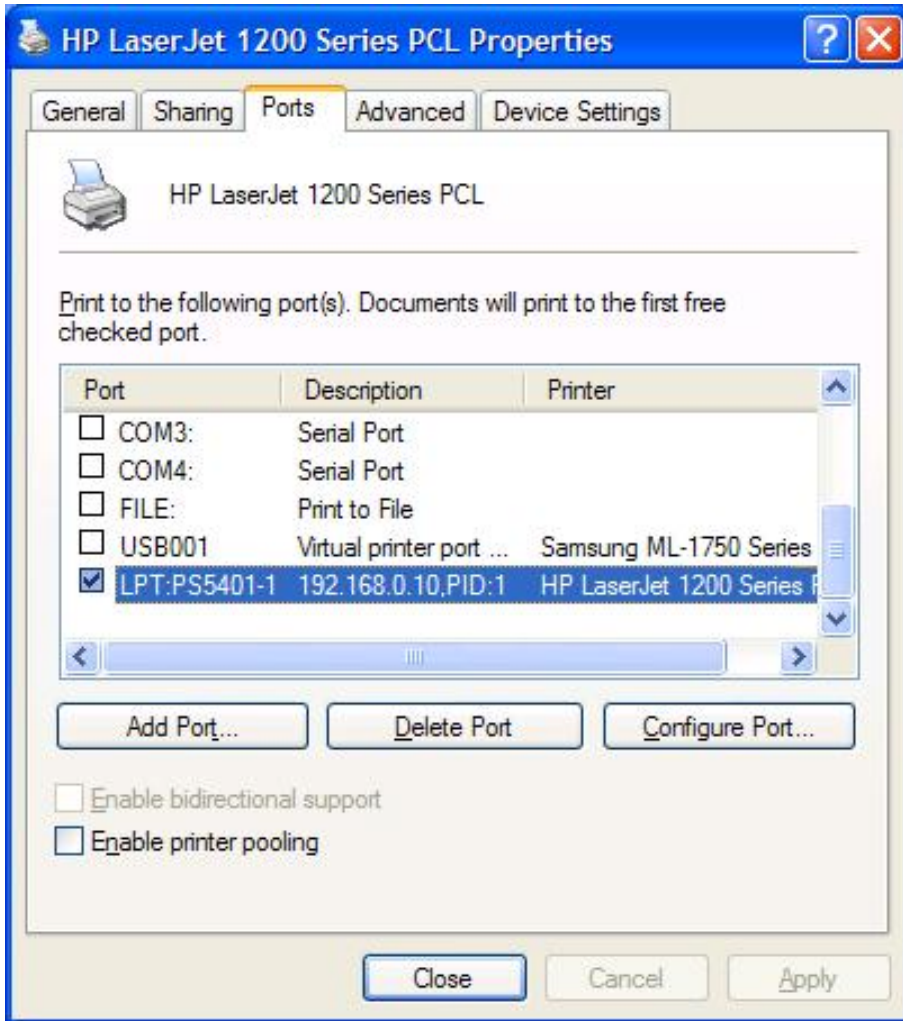 HP LaserJet 1200 Series PCL Properties
General Sharing Ports Advanced Device Settings
HP LaserJet 1200 Series PCL
Print to the following port(s). Documents will print to the first free
checked port.
Port Description Printer
COM3: Serial Port
COM4: Serial Port
FILE: Print to File
USB001 Virtual printer port ... Samsung ML-1750 Series
LPT:PS5401-1 192.168.0.10,PID:1 HP LaserJet 1200 Series P
Add Port... Delete Port Configure Port...
Enable bidirectional support
Enable printer pooling
Close Cancel Apply